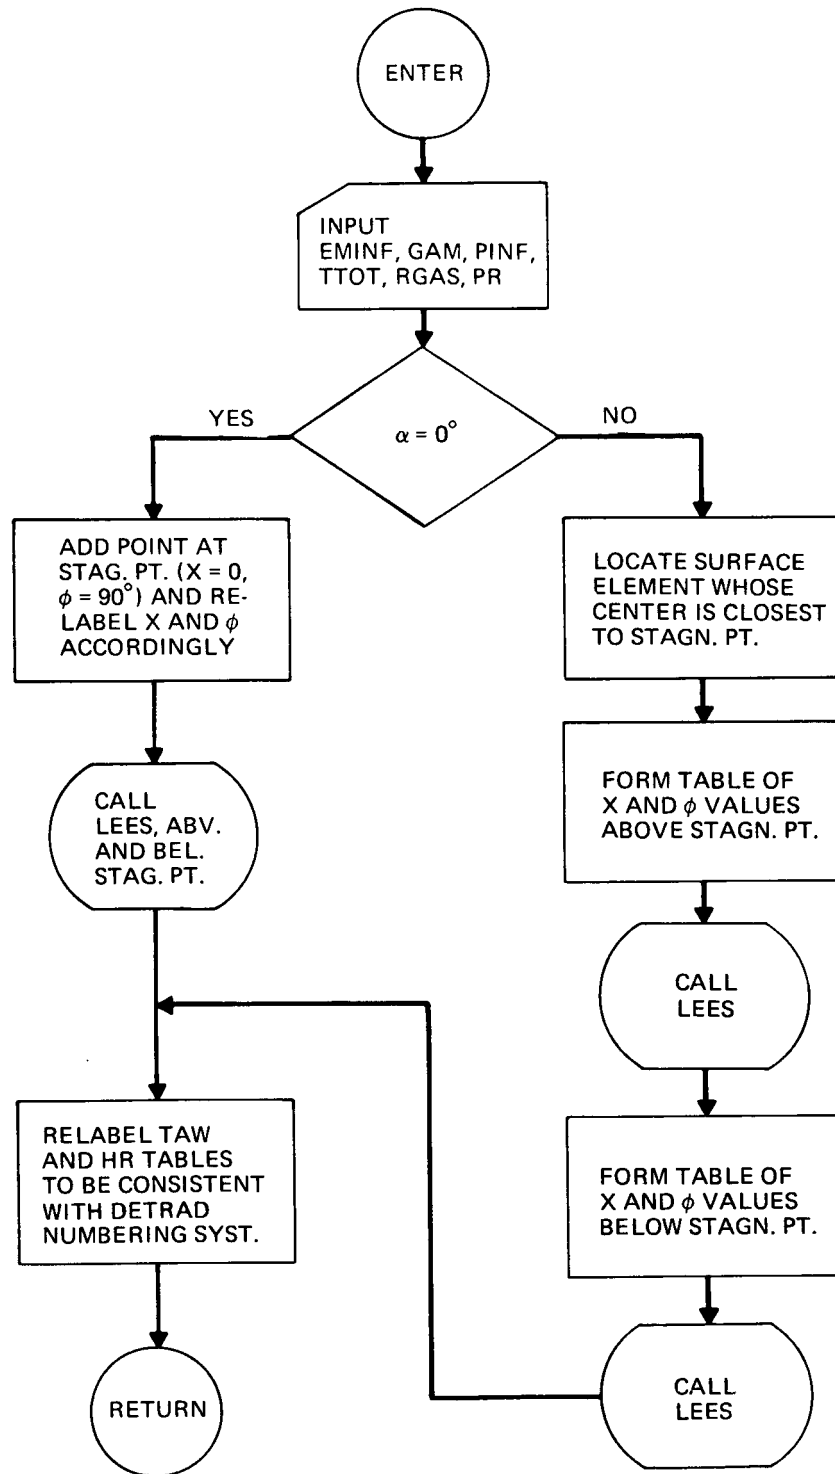 ENTER
INPUT
EMINF, GAM, PINF,
TTOT, RGAS, PR
YES
NO
α = 0°
ADD POINT AT
STAG. PT. (X = 0,
ϕ = 90°) AND RE-
LABEL X AND ϕ
ACCORDINGLY
CALL
LEES, ABV.
AND BEL.
STAG. PT.
RELABEL TAW
AND HR TABLES
TO BE CONSISTENT
WITH DETRAD
NUMBERING SYST.
RETURN
LOCATE SURFACE
ELEMENT WHOSE
CENTER IS CLOSEST
TO STAGN. PT.
FORM TABLE OF
X AND ϕ VALUES
ABOVE STAGN. PT.
CALL
LEES
FORM TABLE OF
X AND ϕ VALUES
BELOW STAGN. PT.
CALL
LEES